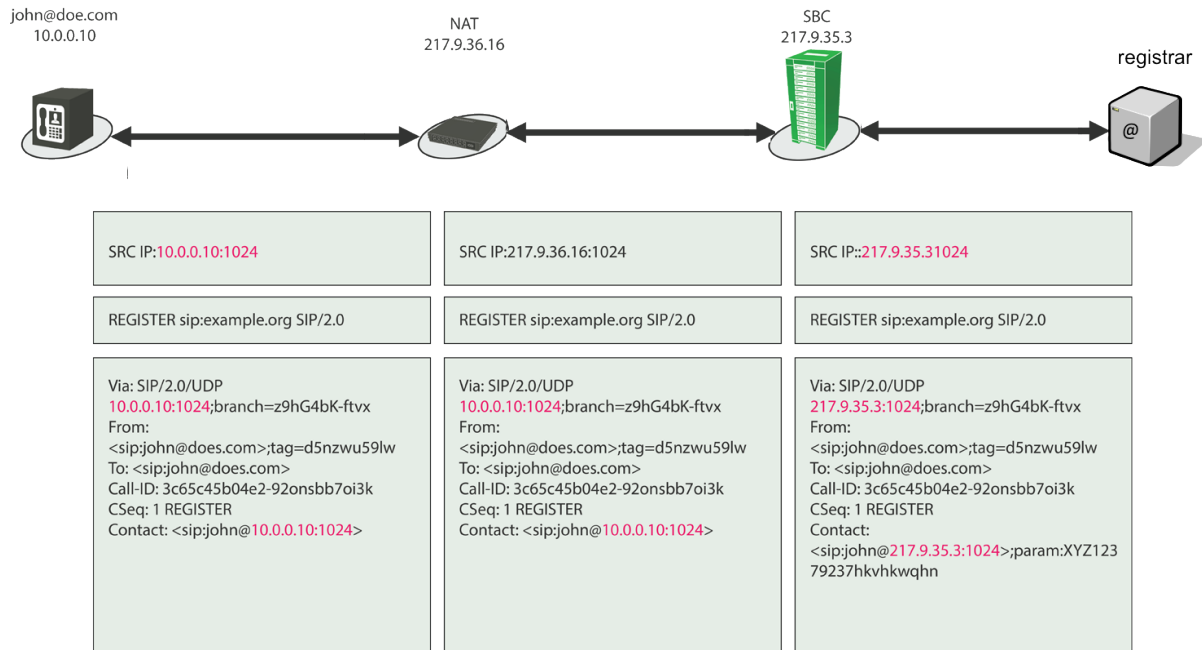 john@doe.com
10.0.0.10
NAT
217.9.36.16
SBC
217.9.35.3
registrar
@
SRC IP:10.0.0.10:1024
REGISTER sip:example.org SIP/2.0
Via: SIP/2.0/UDP
10.0.0.10:1024;branch=z9hG4bK-ftvx
From:
<sip:john@does.com>;tag=d5nzwu59lw
To: <sip:john@does.com>
Call-ID: 3c65c45b04e2-92onsbb7oi3k
CSeq: 1 REGISTER
Contact: <sip:john@10.0.0.10:1024>
SRC IP:217.9.36.16:1024
REGISTER sip:example.org SIP/2.0
Via: SIP/2.0/UDP
10.0.0.10:1024;branch=z9hG4bK-ftvx
From:
<sip:john@does.com>;tag=d5nzwu59lw
To: <sip:john@does.com>
Call-ID: 3c65c45b04e2-92onsbb7oi3k
CSeq: 1 REGISTER
Contact: <sip:john@10.0.0.10:1024>
SRC IP::217.9.35.31024
REGISTER sip:example.org SIP/2.0
Via: SIP/2.0/UDP
217.9.35.3:1024;branch=z9hG4bK-ftvx
From:
<sip:john@does.com>;tag=d5nzwu59lw
To: <sip:john@does.com>
Call-ID: 3c65c45b04e2-92onsbb7oi3k
CSeq: 1 REGISTER
Contact:
<sip:john@217.9.35.3:1024>;param:XYZ123
79237hkvhkwqhn